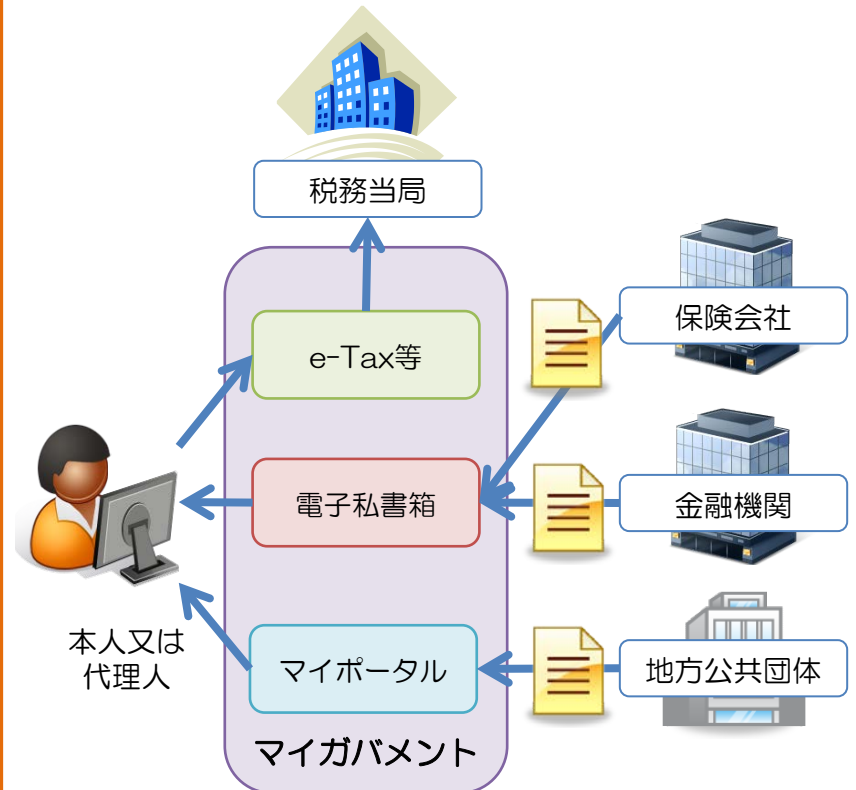 税務当局
e-Tax等
保険会社
電子私書箱
金融機関
本人又は
代理人
マイポータル
地方公共団体
マイガバメント